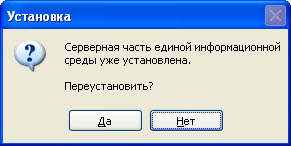 Установка
Серверная часть единой информационной
среды уже установлена.
Переустановить?
Да
Нет